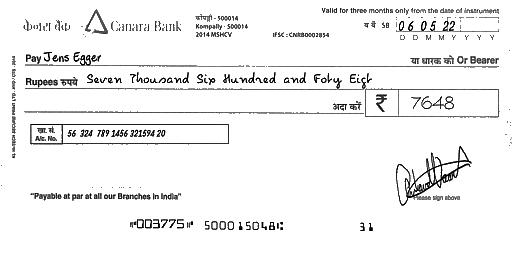 केनरा बैंक Canara Bank
कोंपल्ली - 500014
Kompally - 500014
2014 MSHCV
IFSC : CNRB0002854
Valid for three months only from the date of instrument
SB 06 05 22
D D M M Y Y Y Y
Pay Jens Egger
या धारक को Or Bearer
Rupees रुपये Seven Thousand Six Hundred and Foty Eigt
अदा करें ₹ 7648
खा. सं.
A/c. No. 56 324 789 1456 321594 20
Please sign above
"Payable at par at all our Branches in India"
⑈003775⑈ 500015048⑆ 31